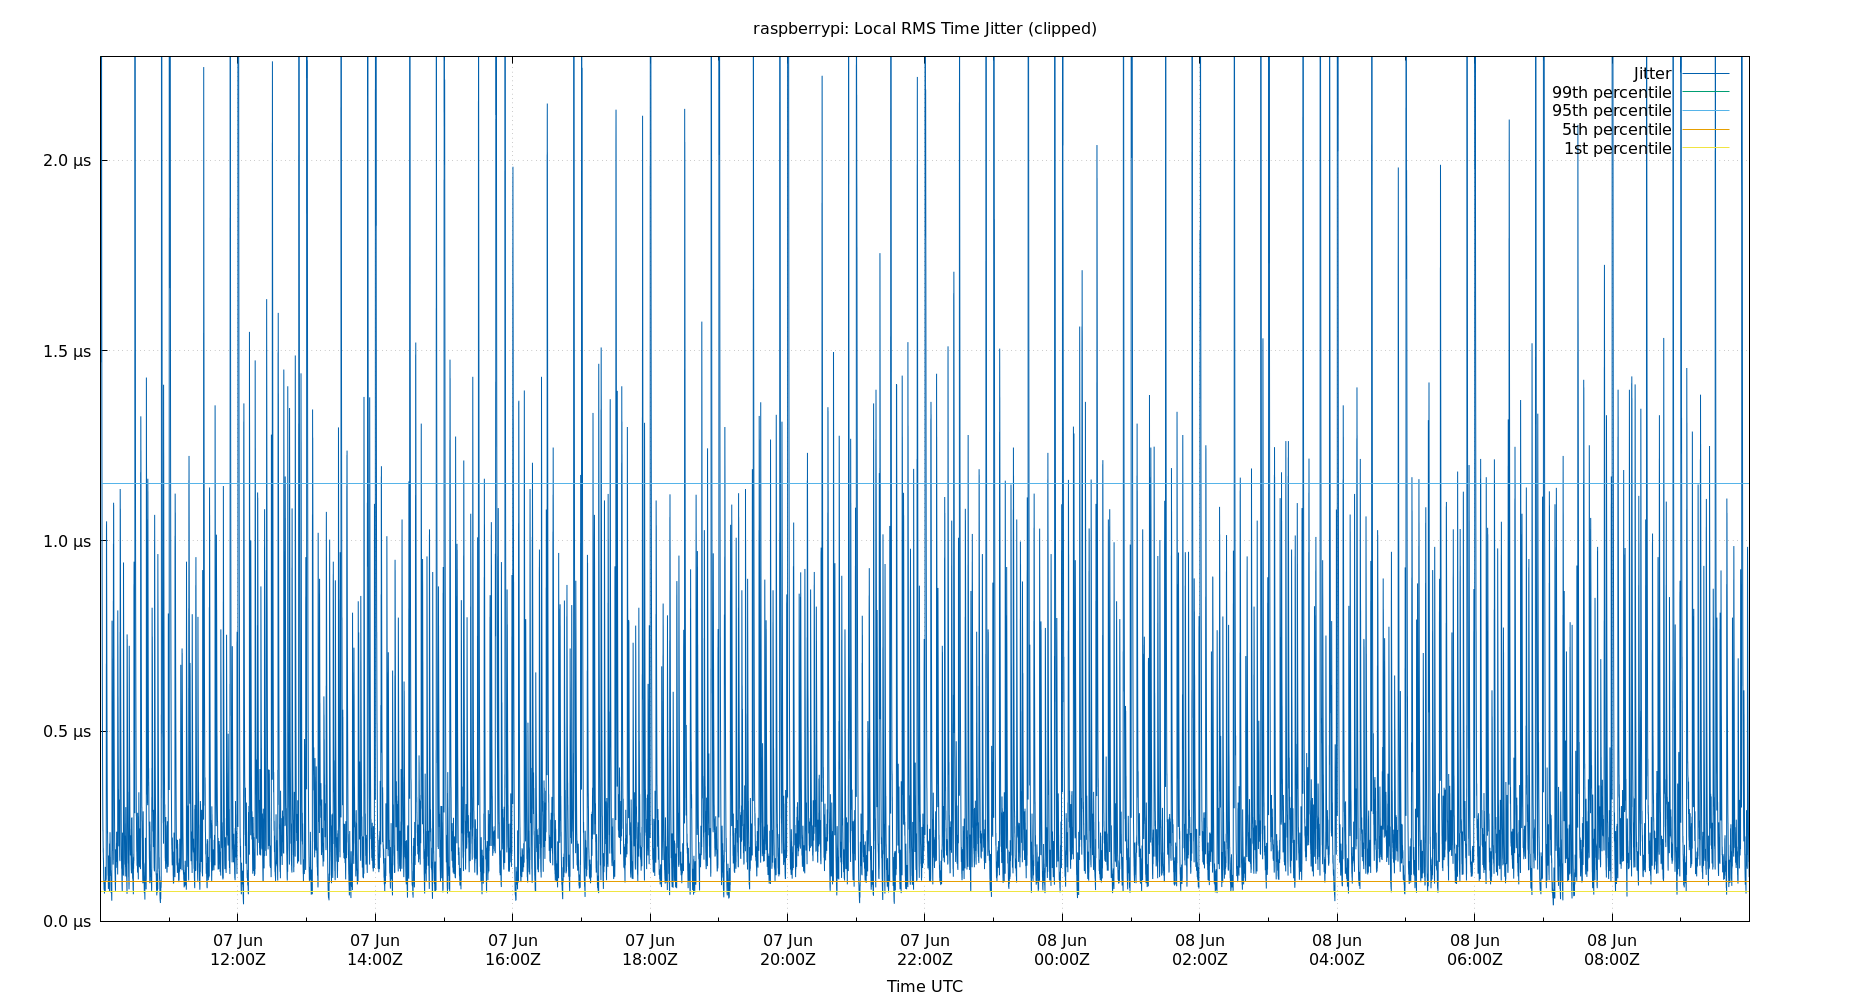 raspberrypi: Local RMS Time Jitter (clipped)
Jitter
99th percentile
95th percentile
5th percentile
1st percentile
2.0 µs
1.5 µs
1.0 µs
0.5 µs
0.0 µs
07 Jun 07 Jun 07 Jun 07 Jun 07 Jun 07 Jun 08 Jun 08 Jun 08 Jun 08 Jun 08 Jun
12:00Z 14:00Z 16:00Z 18:00Z 20:00Z 22:00Z 00:00Z 02:00Z 04:00Z 06:00Z 08:00Z
Time UTC